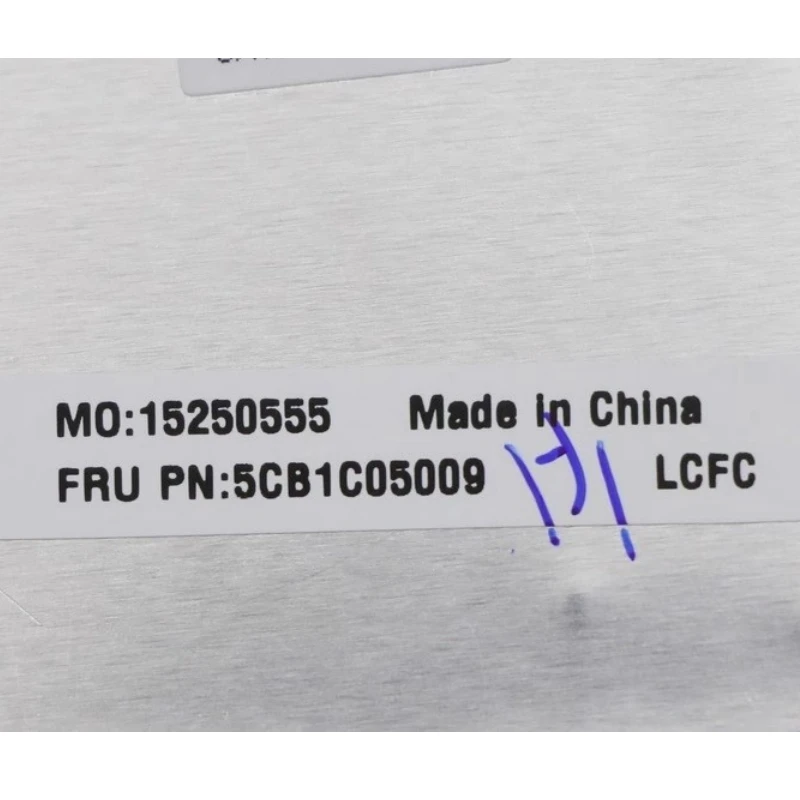 MO:15250555 Made in China
FRU PN:5CB1C05009 LCFC